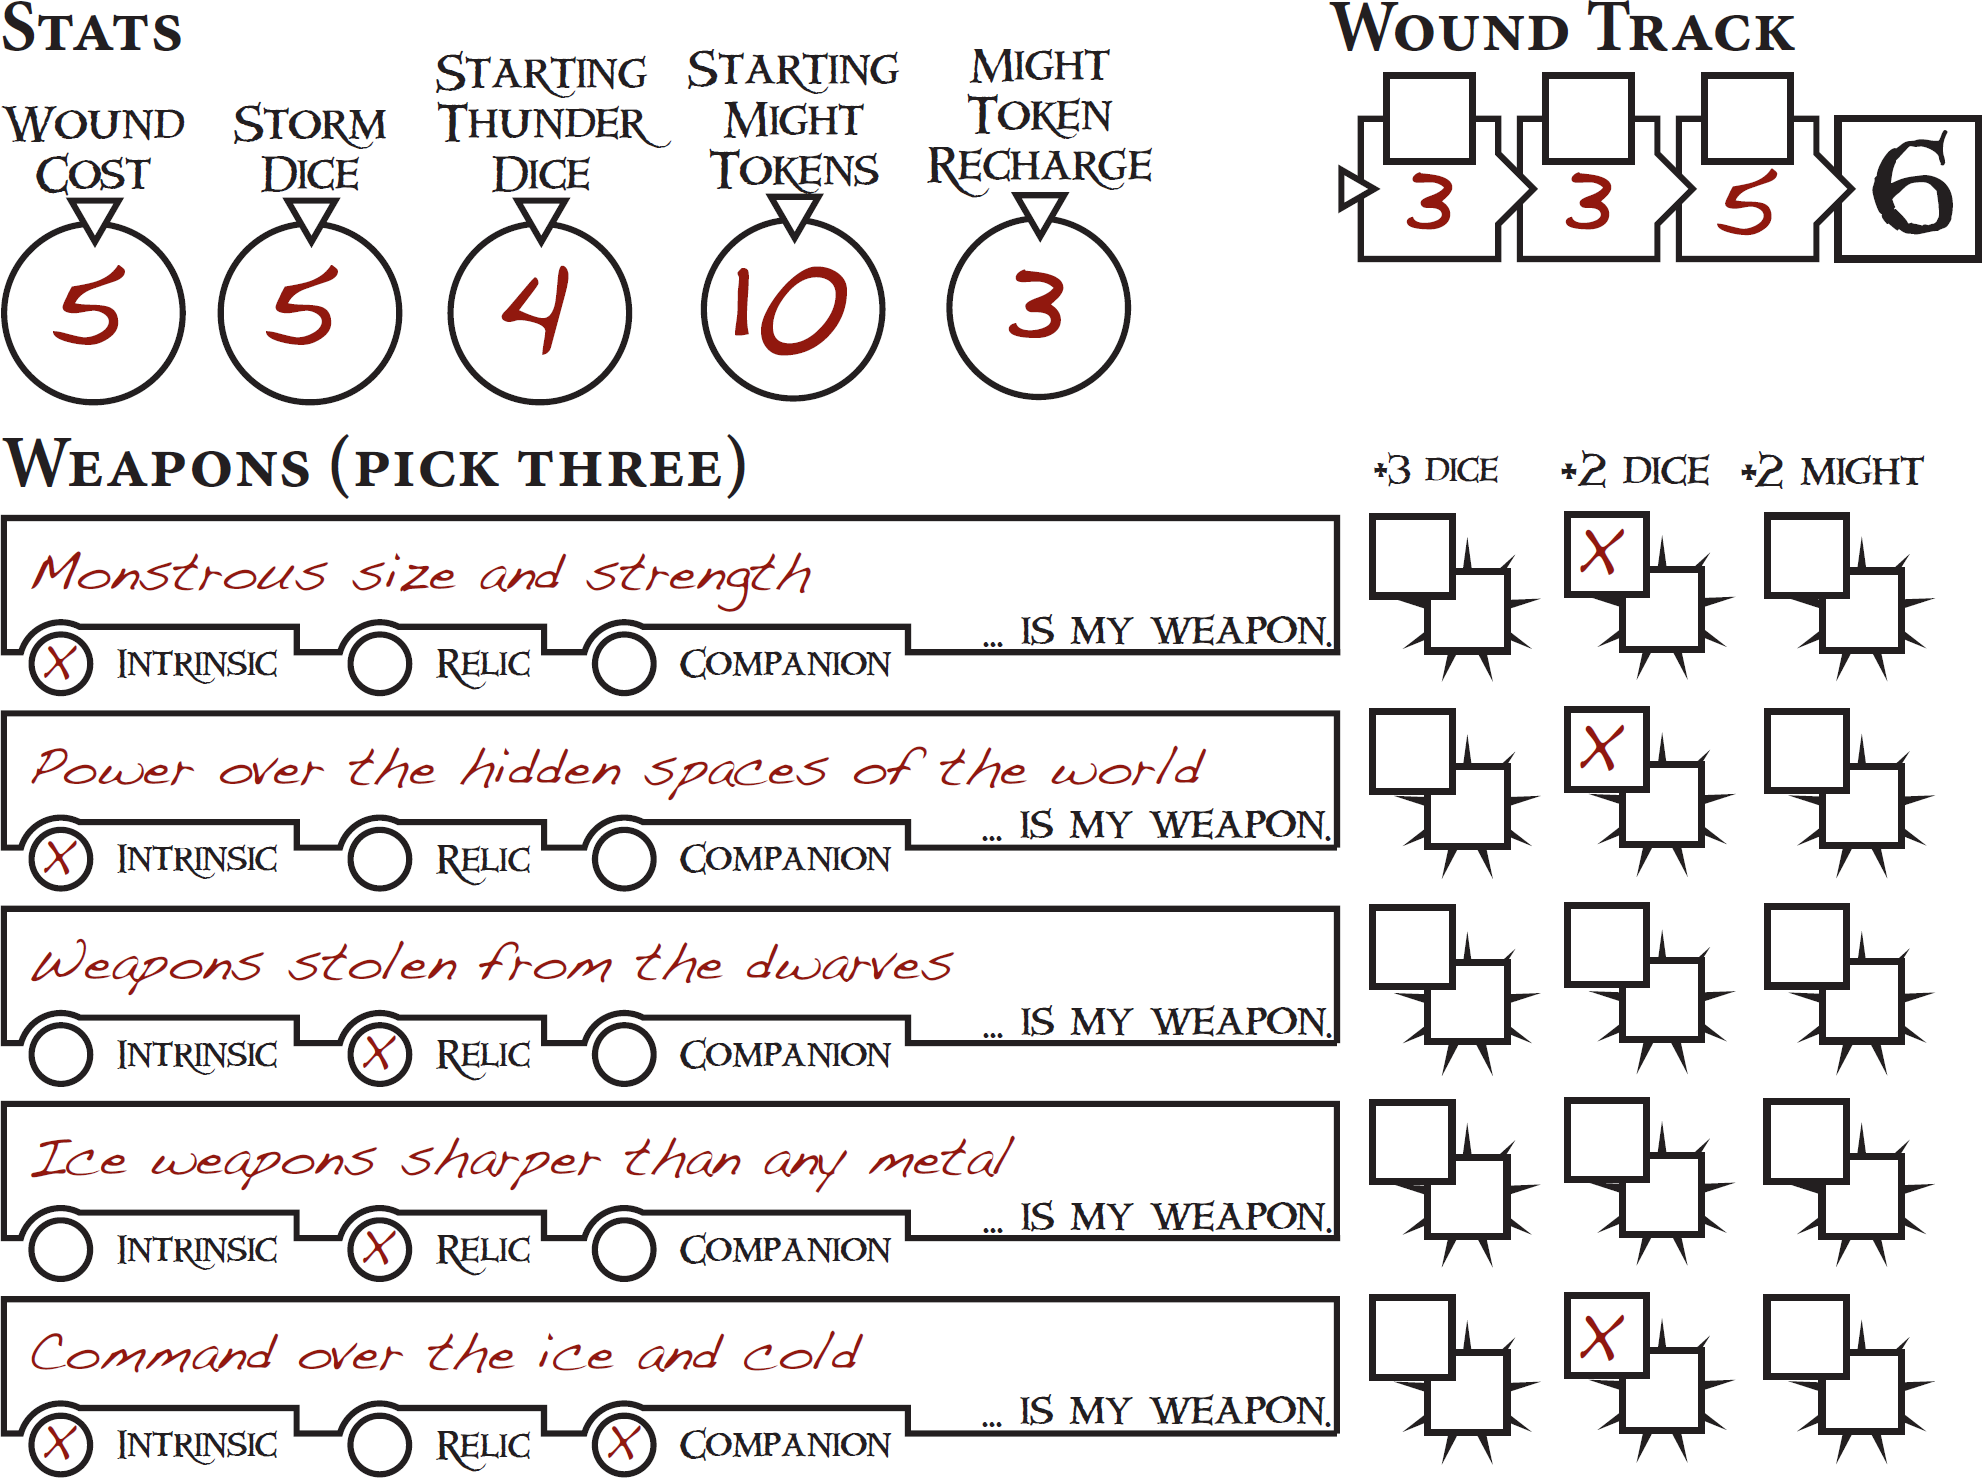 STATS
WOUND TRACK
WOUND COST
STORM DICE
STARTING THUNDER DICE
STARTING MIGHT TOKENS
MIGHT TOKEN RECHARGE
5 5 4 10 3
3 3 5 6
WEAPONS (PICK THREE)
+3 DICE +2 DICE +2 MIGHT
Monstrous size and strength
X
... IS MY WEAPON.
X INTRINSIC RELIC COMPANION
Power over the hidden spaces of the world
X
... IS MY WEAPON.
X INTRINSIC RELIC COMPANION
Weapons stolen from the dwarves
... IS MY WEAPON.
INTRINSIC X RELIC COMPANION
Ice weapons sharper than any metal
... IS MY WEAPON.
INTRINSIC X RELIC COMPANION
Command over the ice and cold
X
... IS MY WEAPON.
X INTRINSIC RELIC X COMPANION